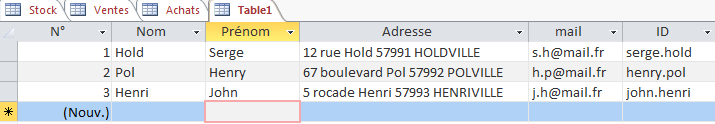 Stock Ventes Achats Table1
N° Nom Prénom Adresse mail ID
1 Hold Serge 12 rue Hold 57991 HOLDVILLE s.h@mail.fr serge.hold
2 Pol Henry 67 boulevard Pol 57992 POLVILLE h.p@mail.fr henry.pol
3 Henri John 5 rocade Henri 57993 HENRIVILLE j.h@mail.fr john.henri
(Nouv.)